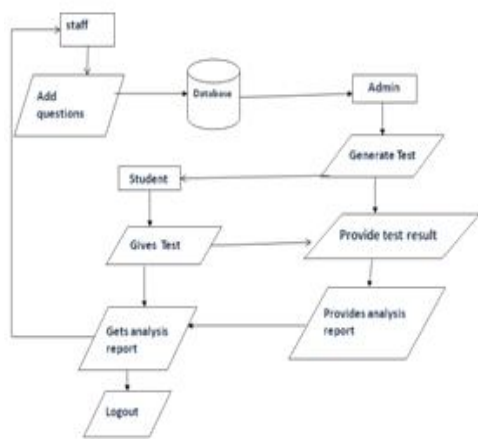 staff
Add
questions
Database
Admin
Generate Test
Student
Gives Test
Provide test result
Gets analysis
report
Provides analysis
report
Logout